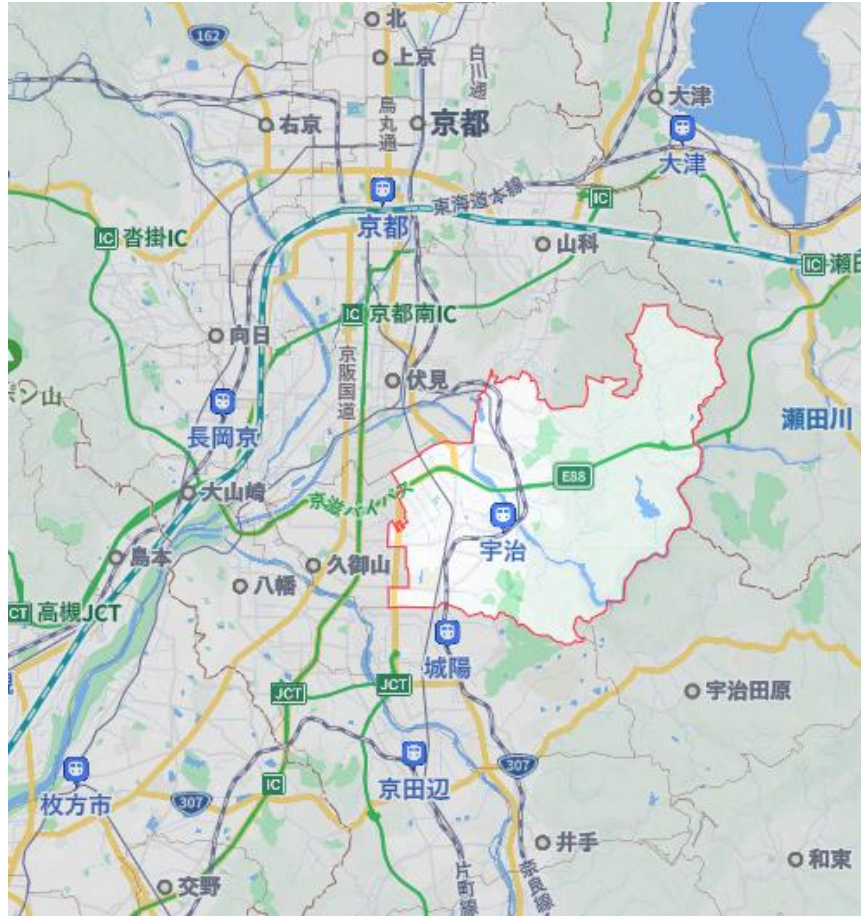 北
162
上京
白川通
大津
烏丸通
右京
京都
大津
東海道本線
京都
IC
沓掛IC
山科
IC
瀬田
IC
京都南IC
向日
京阪国道
伏見
ポン山
長岡京
瀬田川
大山崎
京滋バイパス
E88
宇治
島本
久御山
八幡
高槻JCT
城陽
JCT
JCT
宇治田原
307
京田辺
IC
枚方市
307
井手
和束
片町線
奈良線
交野